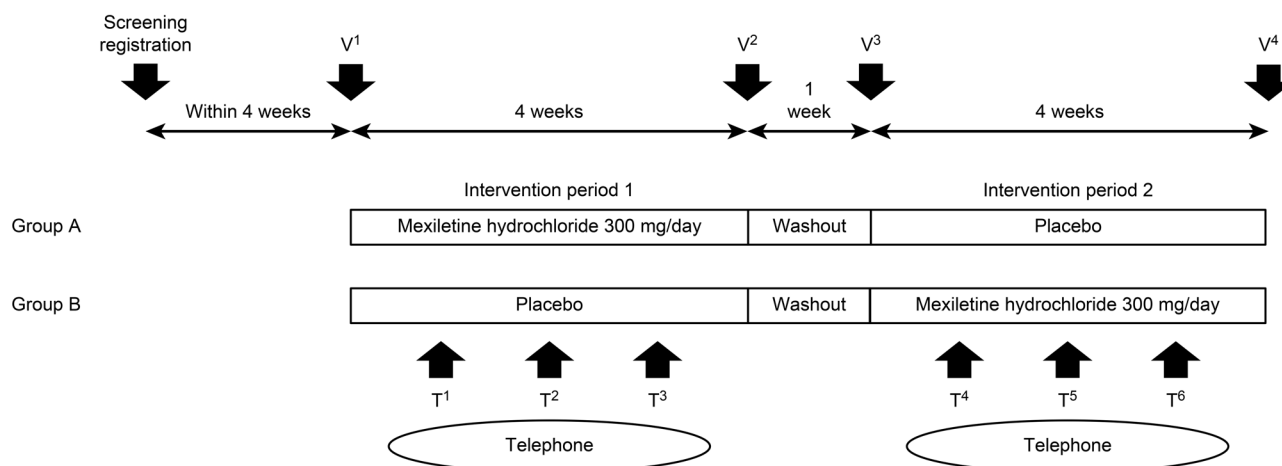 Screening
registration
V¹
V²
V³
V⁴
Within 4 weeks
4 weeks
1
week
4 weeks
Intervention period 1
Intervention period 2
Group A
Mexiletine hydrochloride 300 mg/day
Washout
Placebo
Group B
Placebo
Washout
Mexiletine hydrochloride 300 mg/day
T¹
T²
T³
T⁴
T⁵
T⁶
Telephone
Telephone